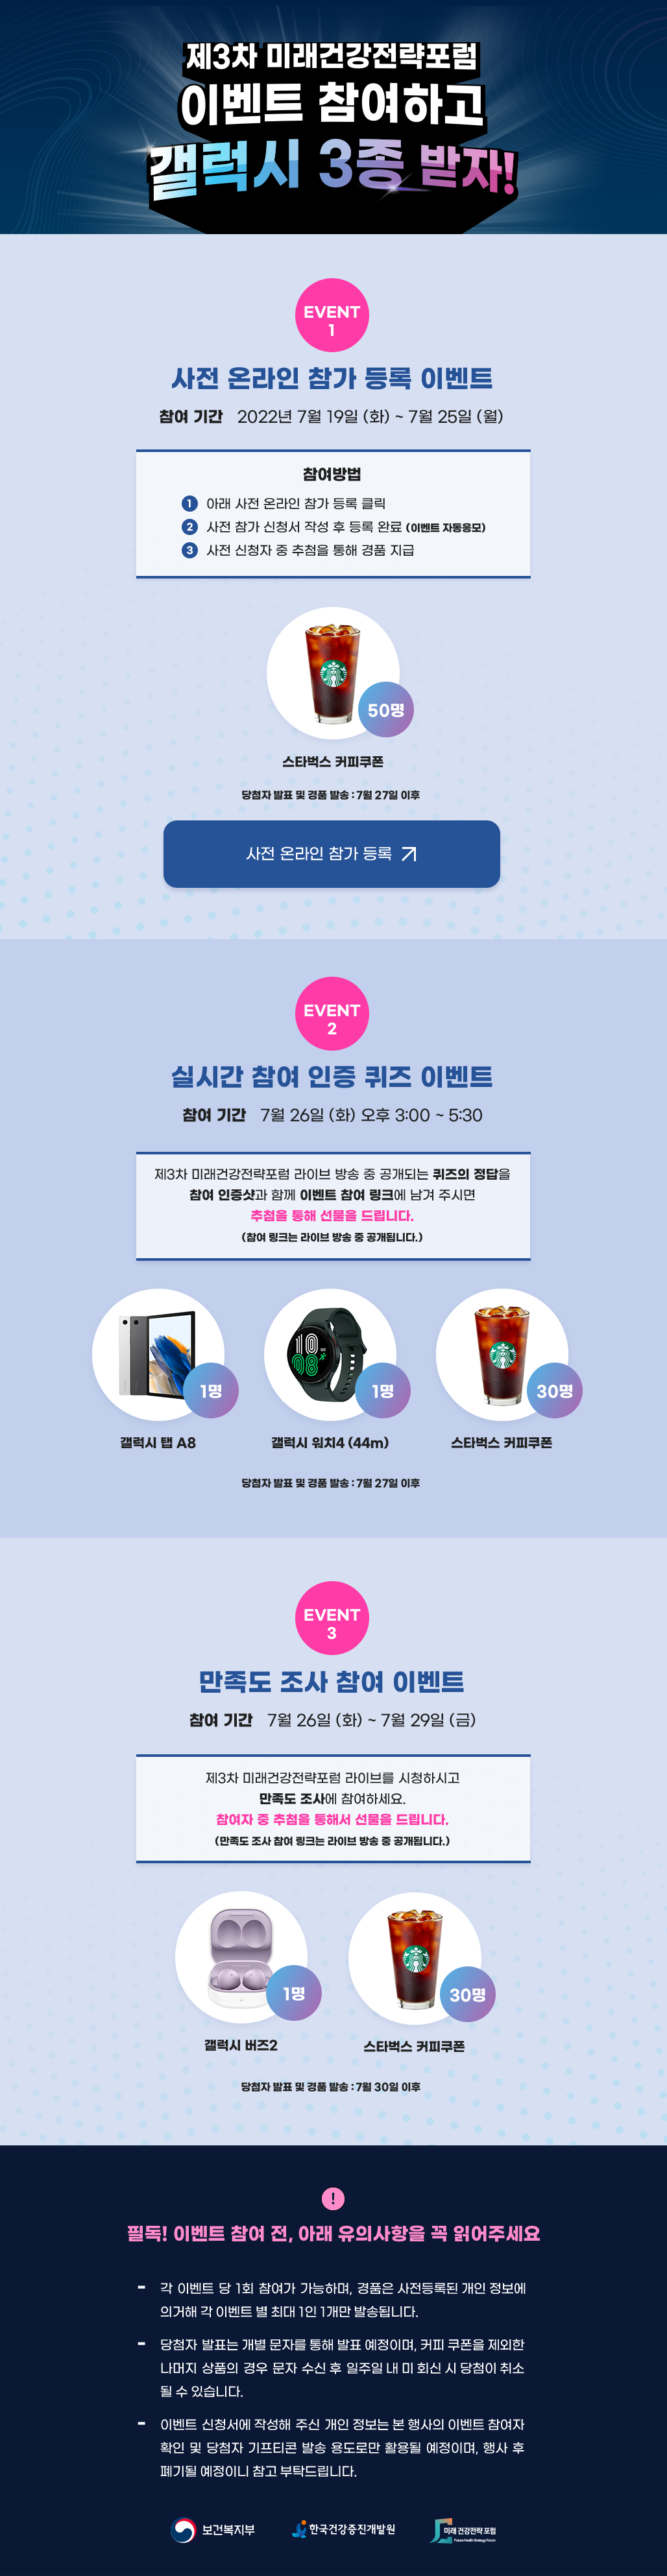 제3차 미래건강전략포럼
이벤트 참여하고
갤럭시 3종 받자!
EVENT
1
사전 온라인 참가 등록 이벤트
참여 기간 2022년 7월 19일 (화) ~ 7월 25일 (월)
참여방법
1 아래 사전 온라인 참가 등록 클릭
2 사전 참가 신청서 작성 후 등록 완료 (이벤트 자동응모)
3 사전 신청자 중 추첨을 통해 경품 지급
50명
스타벅스 커피쿠폰
당첨자 발표 및 경품 발송 : 7월 27일 이후
사전 온라인 참가 등록
EVENT
2
실시간 참여 인증 퀴즈 이벤트
참여 기간 7월 26일 (화) 오후 3:00 ~ 5:30
제3차 미래건강전략포럼 라이브 방송 중 공개되는 퀴즈의 정답을
참여 인증샷과 함께 이벤트 참여 링크에 남겨 주시면
추첨을 통해 선물을 드립니다.
(참여 링크는 라이브 방송 중 공개됩니다.)
1명 1명 30명
갤럭시 탭 A8 갤럭시 워치4 (44m) 스타벅스 커피쿠폰
당첨자 발표 및 경품 발송 : 7월 27일 이후
EVENT
3
만족도 조사 참여 이벤트
참여 기간 7월 26일 (화) ~ 7월 29일 (금)
제3차 미래건강전략포럼 라이브를 시청하시고
만족도 조사에 참여하세요.
참여자 중 추첨을 통해서 선물을 드립니다.
(만족도 조사 참여 링크는 라이브 방송 중 공개됩니다.)
1명 30명
갤럭시 버즈2 스타벅스 커피쿠폰
당첨자 발표 및 경품 발송 : 7월 30일 이후
!
필독! 이벤트 참여 전, 아래 유의사항을 꼭 읽어주세요
- 각 이벤트 당 1회 참여가 가능하며, 경품은 사전등록된 개인 정보에
의거해 각 이벤트 별 최대 1인 1개만 발송됩니다.
- 당첨자 발표는 개별 문자를 통해 발표 예정이며, 커피 쿠폰을 제외한
나머지 상품의 경우 문자 수신 후 일주일 내 미 회신 시 당첨이 취소
될 수 있습니다.
- 이벤트 신청서에 작성해 주신 개인 정보는 본 행사의 이벤트 참여자
확인 및 당첨자 기프티콘 발송 용도로만 활용될 예정이며, 행사 후
폐기될 예정이니 참고 부탁드립니다.
보건복지부 한국건강증진개발원 미래 건강전략 포럼
Future Health Strategy Forum